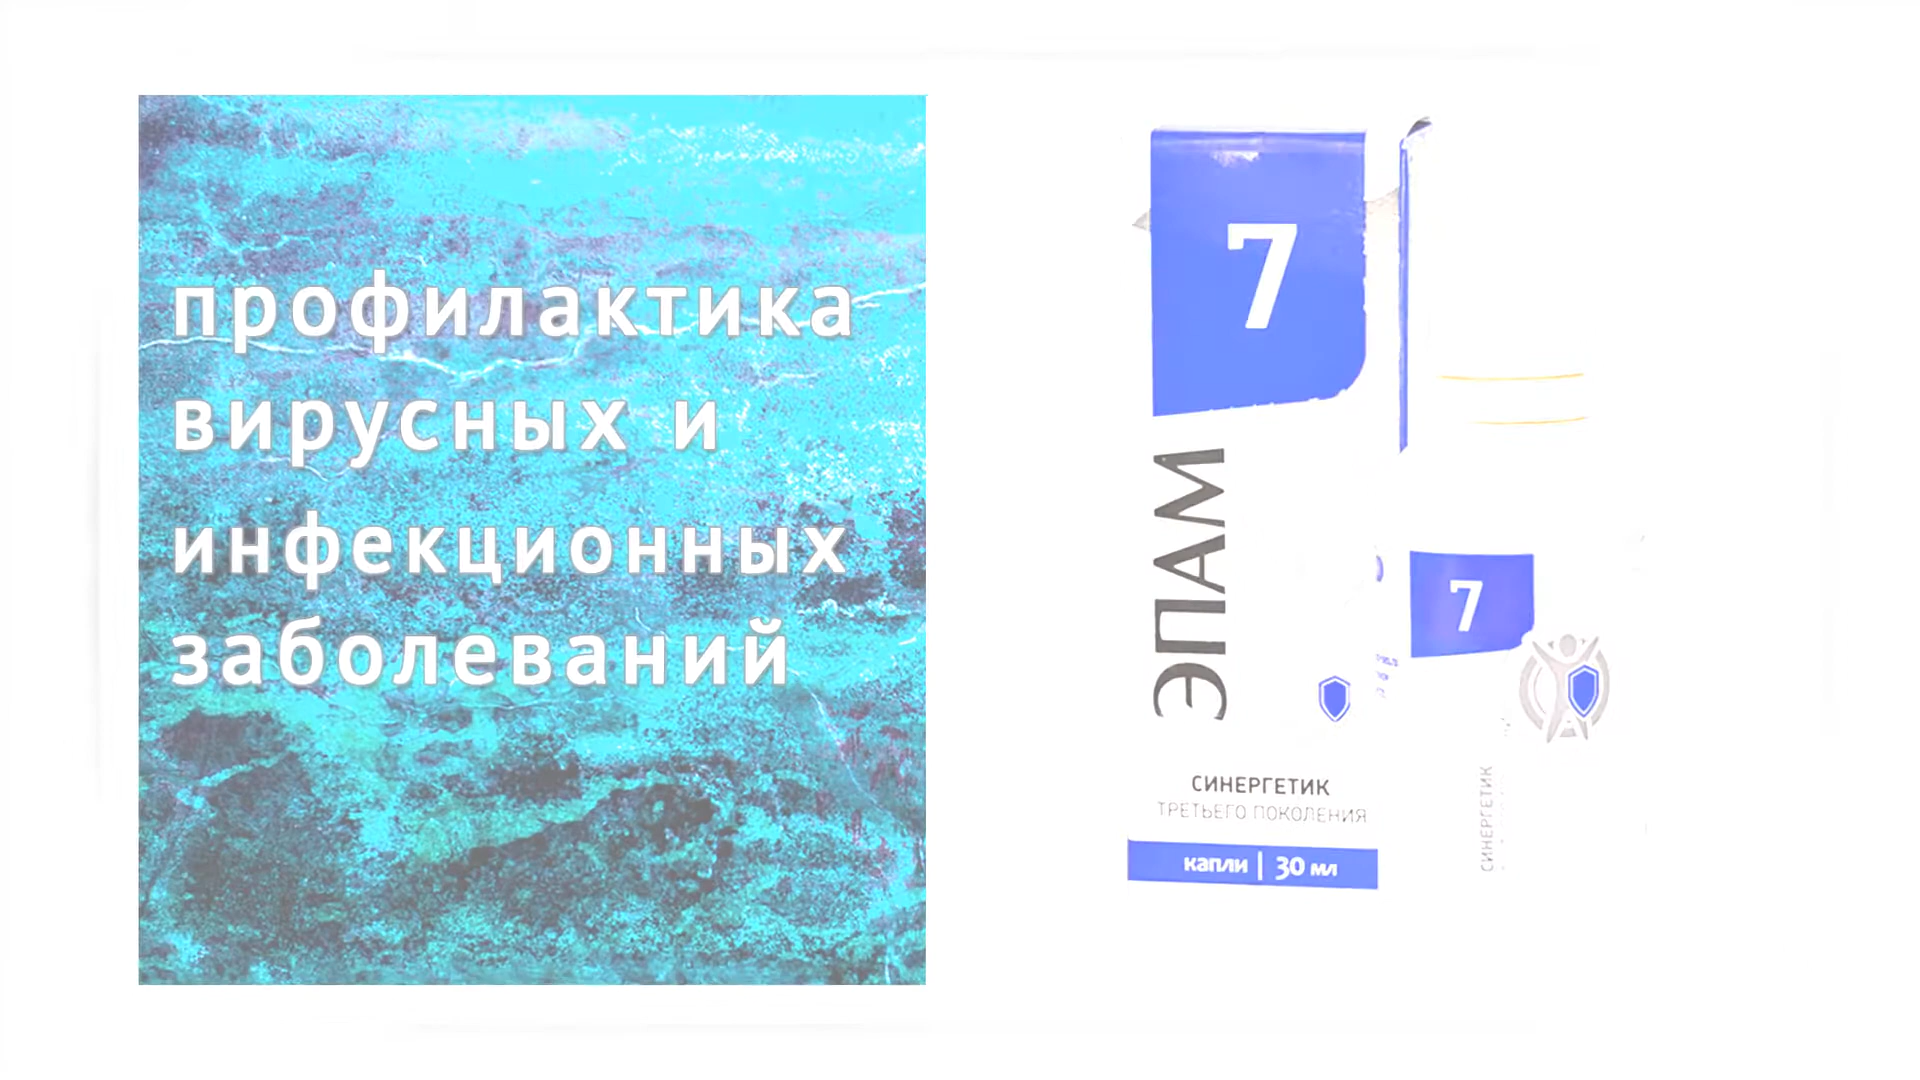 профилактика
вирусных и
инфекционных
заболеваний
7
ЭПАМ
СИНЕРГЕТИК
ТРЕТЬЕГО ПОКОЛЕНИЯ
капли | 30 мл
7
СИНЕРГЕТИК